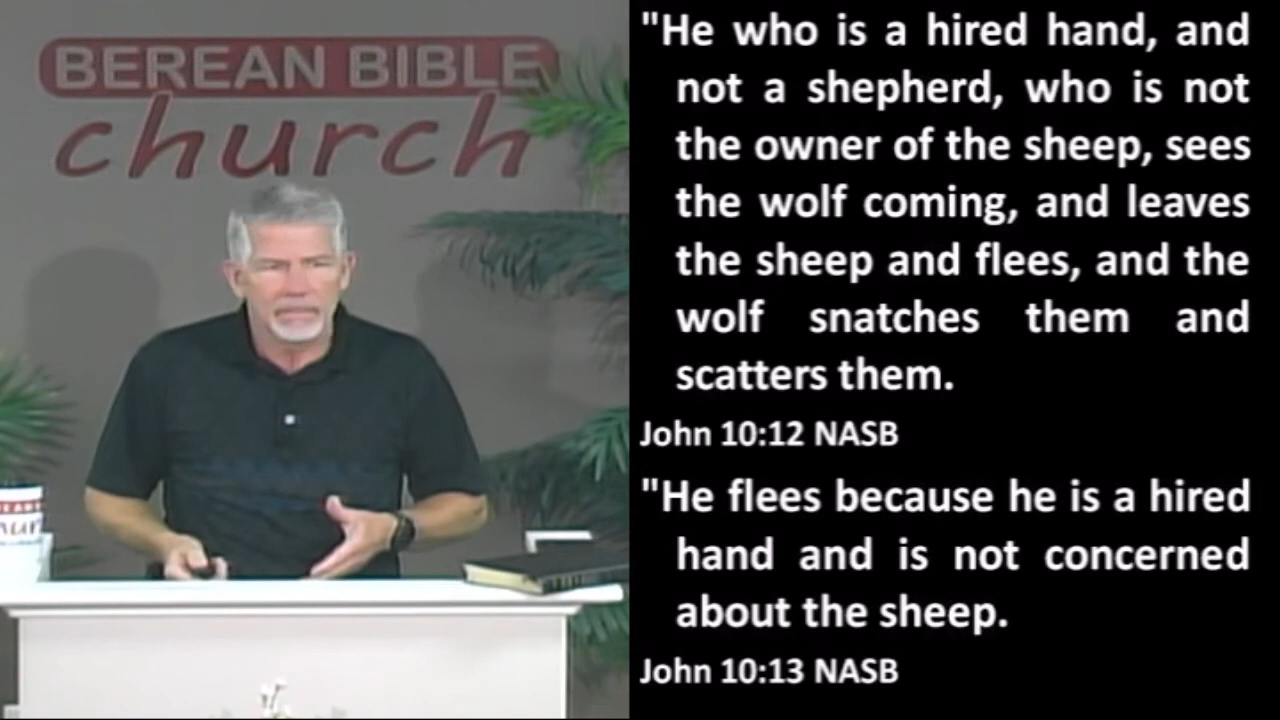 BEREAN BIBLE
church
"He who is a hired hand, and
not a shepherd, who is not
the owner of the sheep, sees
the wolf coming, and leaves
the sheep and flees, and the
wolf snatches them and
scatters them.
John 10:12 NASB
"He flees because he is a hired
hand and is not concerned
about the sheep.
John 10:13 NASB